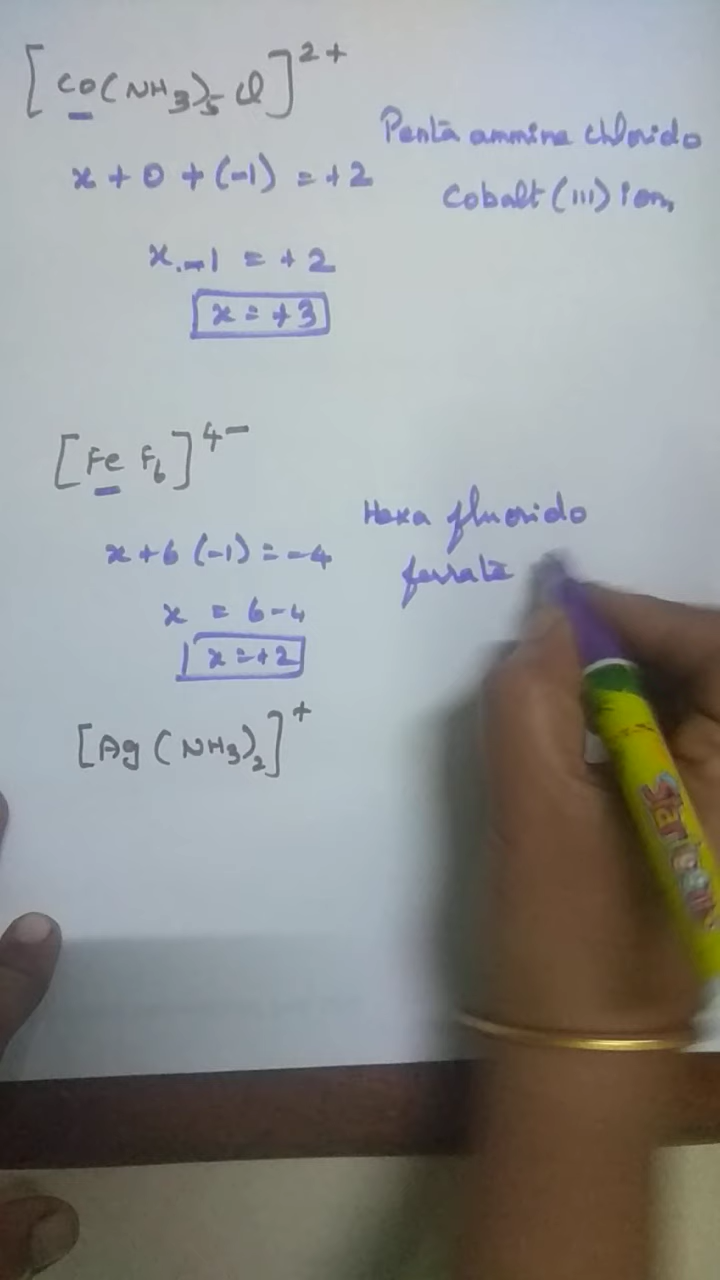 [Co(NH3)5Cl]2+
x + 0 + (-1) = +2
Penta ammine chlorido
Cobalt (III) ion,
x - 1 = +2
x = +3
[Fe F6]4-
x + 6 (-1) = -4
Hexa fluorido
ferrate
x = 6 - 4
x = +2
[Ag (NH3)2]+